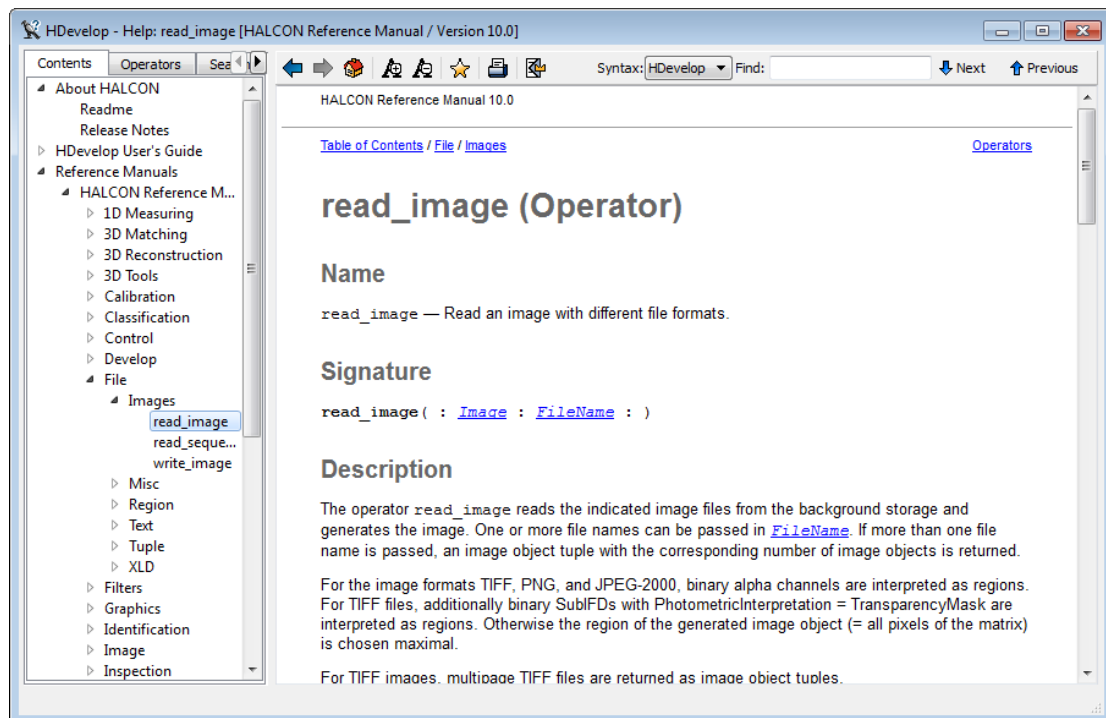 HDevelop - Help: read_image [HALCON Reference Manual / Version 10.0]
Contents
Operators
Sea
Syntax: HDevelop Find:
Next
Previous
About HALCON
Readme
Release Notes
HDevelop User's Guide
Reference Manuals
HALCON Reference M...
1D Measuring
3D Matching
3D Reconstruction
3D Tools
Calibration
Classification
Control
Develop
File
Images
read_image
read_seque...
write_image
Misc
Region
Text
Tuple
XLD
Filters
Graphics
Identification
Image
Inspection
HALCON Reference Manual 10.0
Table of Contents / File / Images
Operators
read_image (Operator)
Name
read_image — Read an image with different file formats.
Signature
read_image( : Image : FileName : )
Description
The operator read_image reads the indicated image files from the background storage and
generates the image. One or more file names can be passed in FileName. If more than one file
name is passed, an image object tuple with the corresponding number of image objects is returned.
For the image formats TIFF, PNG, and JPEG-2000, binary alpha channels are interpreted as regions.
For TIFF files, additionally binary SubIFDs with PhotometricInterpretation = TransparencyMask are
interpreted as regions. Otherwise the region of the generated image object (= all pixels of the matrix)
is chosen maximal.
For TIFF images, multipage TIFF files are returned as image object tuples.